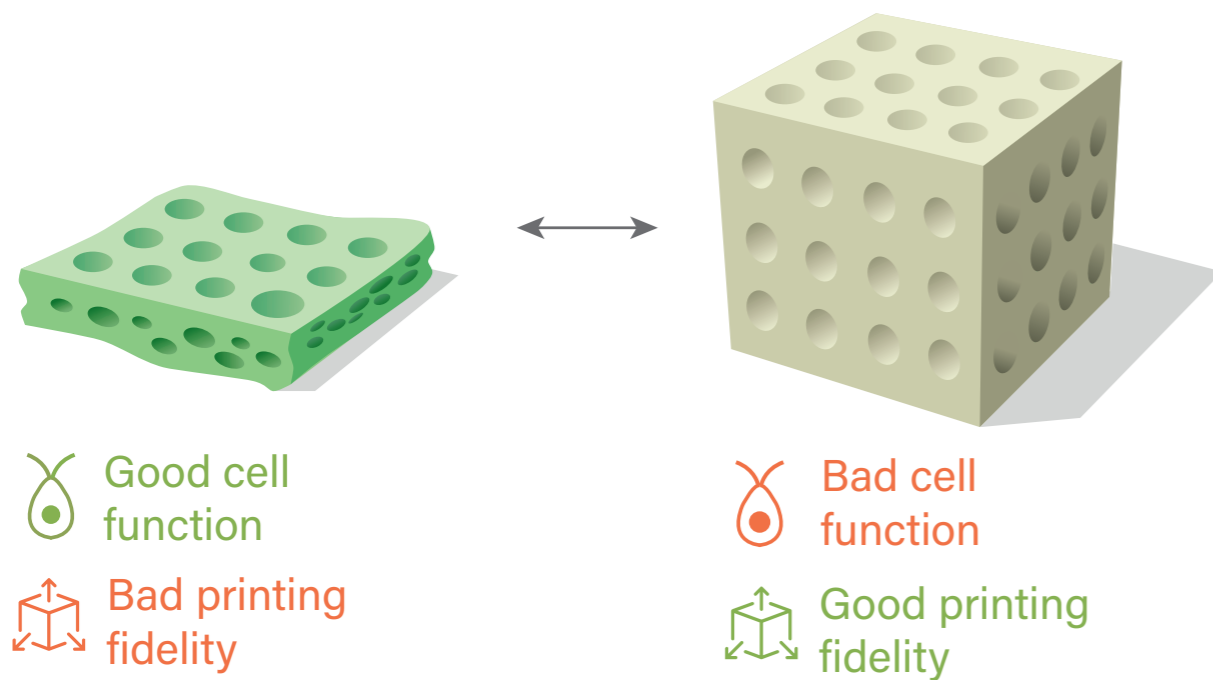 Good cell
function
Bad printing
fidelity
Bad cell
function
Good printing
fidelity